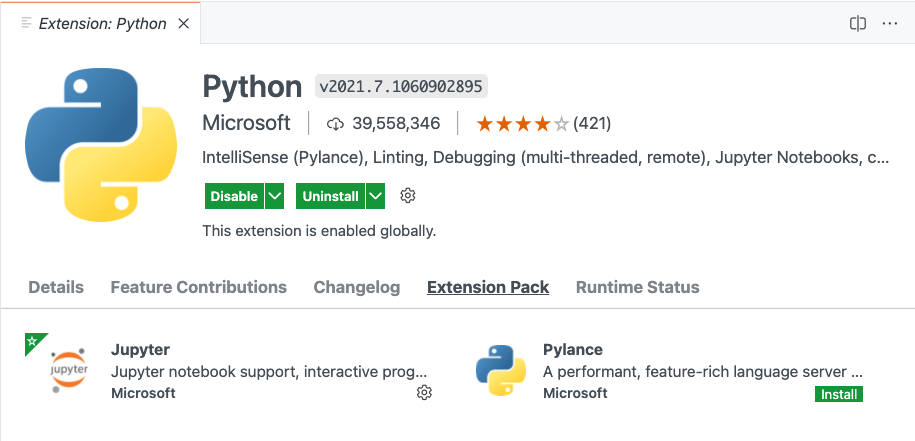 Extension: Python
Python v2021.7.1060902895
Microsoft 39,558,346 (421)
IntelliSense (Pylance), Linting, Debugging (multi-threaded, remote), Jupyter Notebooks, c...
Disable Uninstall
This extension is enabled globally.
Details Feature Contributions Changelog Extension Pack Runtime Status
Jupyter
jupyter
Jupyter notebook support, interactive prog...
Microsoft
Pylance
A performant, feature-rich language server ...
Microsoft Install